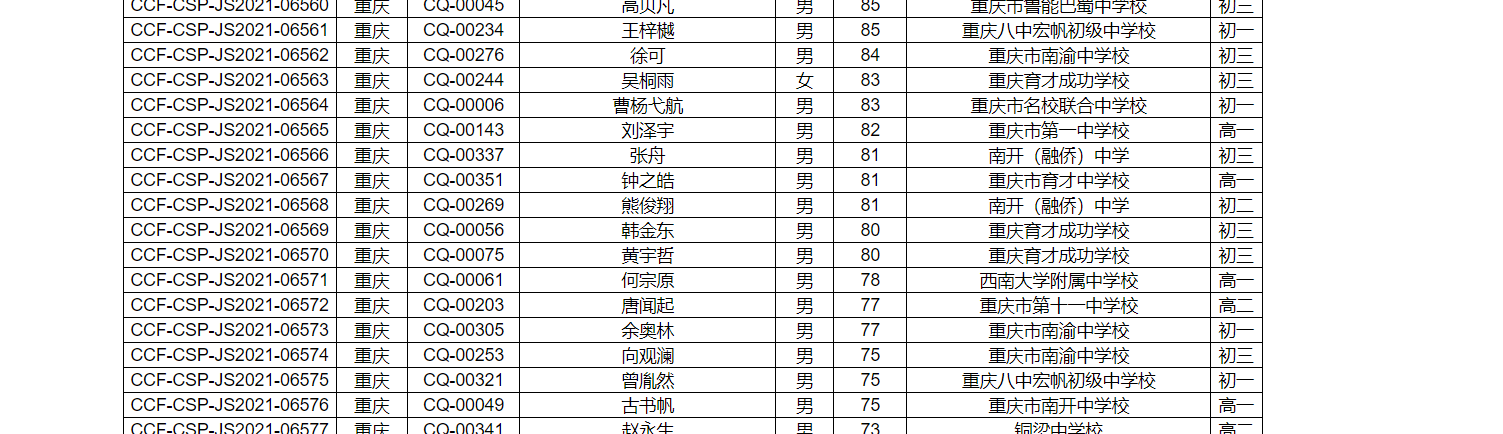 CCF-CSP-JS2021-06560 重庆 CQ-00045 高贝凡 男 85 重庆市鲁能巴蜀中学校 初三
CCF-CSP-JS2021-06561 重庆 CQ-00234 王梓樾 男 85 重庆八中宏帆初级中学校 初一
CCF-CSP-JS2021-06562 重庆 CQ-00276 徐可 男 84 重庆市南渝中学校 初三
CCF-CSP-JS2021-06563 重庆 CQ-00244 吴桐雨 女 83 重庆育才成功学校 初三
CCF-CSP-JS2021-06564 重庆 CQ-00006 曹杨弋航 男 83 重庆市名校联合中学校 初一
CCF-CSP-JS2021-06565 重庆 CQ-00143 刘泽宇 男 82 重庆市第一中学校 高一
CCF-CSP-JS2021-06566 重庆 CQ-00337 张舟 男 81 南开（融侨）中学 初三
CCF-CSP-JS2021-06567 重庆 CQ-00351 钟之皓 男 81 重庆市育才中学校 高一
CCF-CSP-JS2021-06568 重庆 CQ-00269 熊俊翔 男 81 南开（融侨）中学 初二
CCF-CSP-JS2021-06569 重庆 CQ-00056 韩金东 男 80 重庆育才成功学校 初三
CCF-CSP-JS2021-06570 重庆 CQ-00075 黄宇哲 男 80 重庆育才成功学校 初三
CCF-CSP-JS2021-06571 重庆 CQ-00061 何宗原 男 78 西南大学附属中学校 高一
CCF-CSP-JS2021-06572 重庆 CQ-00203 唐闻起 男 77 重庆市第十一中学校 高二
CCF-CSP-JS2021-06573 重庆 CQ-00305 余奥林 男 77 重庆市南渝中学校 初一
CCF-CSP-JS2021-06574 重庆 CQ-00253 向观澜 男 75 重庆市南渝中学校 初三
CCF-CSP-JS2021-06575 重庆 CQ-00321 曾胤然 男 75 重庆八中宏帆初级中学校 初一
CCF-CSP-JS2021-06576 重庆 CQ-00049 古书帆 男 75 重庆市南开中学校 高一
CCF-CSP-JS2021-06577 重庆 CQ-00341 赵永生 男 73 铜梁中学校 高二